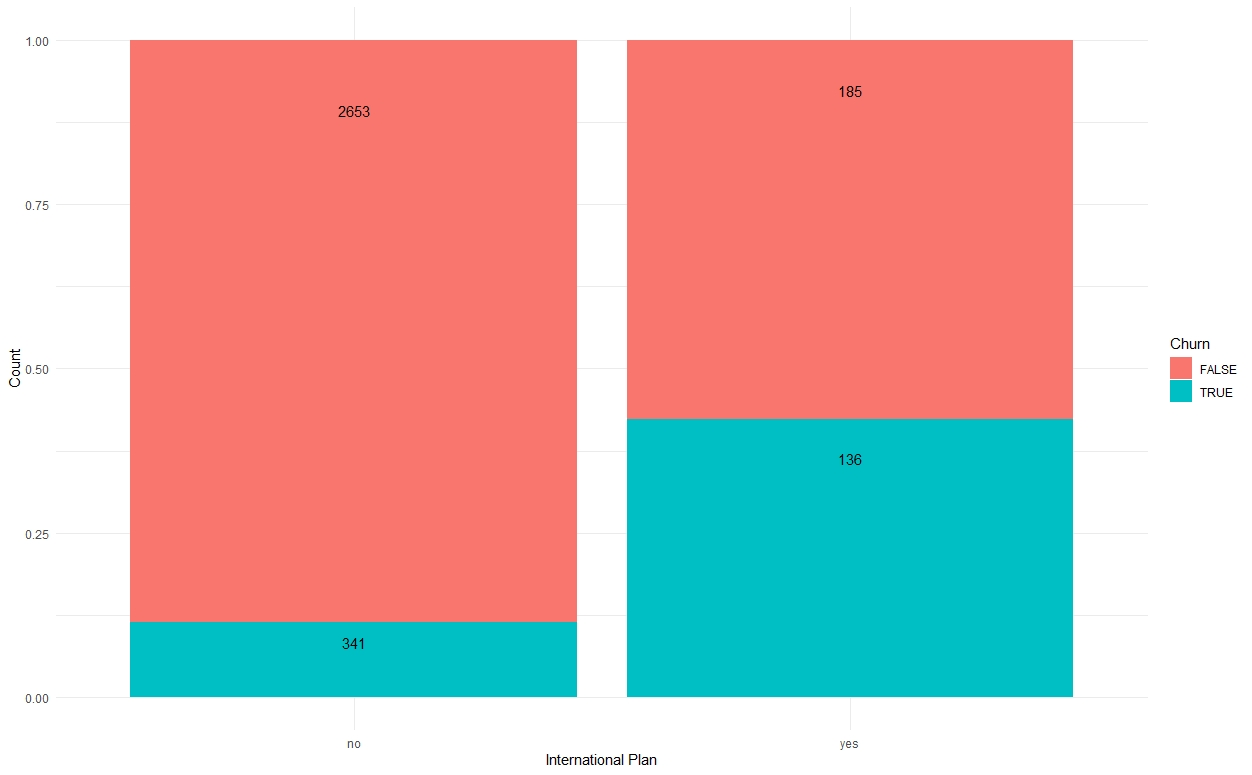 1.00
0.75
0.50
0.25
0.00
Count
2653
185
341
136
no
yes
International Plan
Churn
FALSE
TRUE